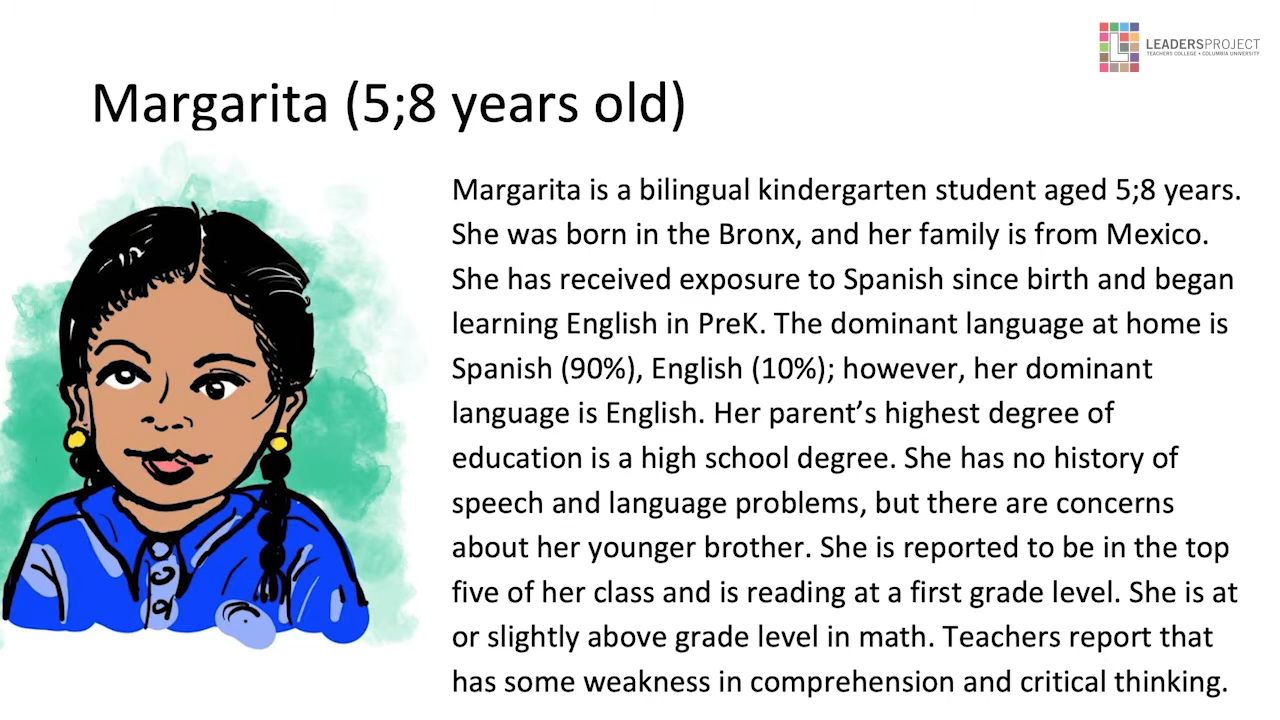 LEADERSPROJECT
TEACHERS COLLEGE • COLUMBIA UNIVERSITY
Margarita (5;8 years old)
Margarita is a bilingual kindergarten student aged 5;8 years.
She was born in the Bronx, and her family is from Mexico.
She has received exposure to Spanish since birth and began
learning English in PreK. The dominant language at home is
Spanish (90%), English (10%); however, her dominant
language is English. Her parent’s highest degree of
education is a high school degree. She has no history of
speech and language problems, but there are concerns
about her younger brother. She is reported to be in the top
five of her class and is reading at a first grade level. She is at
or slightly above grade level in math. Teachers report that
has some weakness in comprehension and critical thinking.